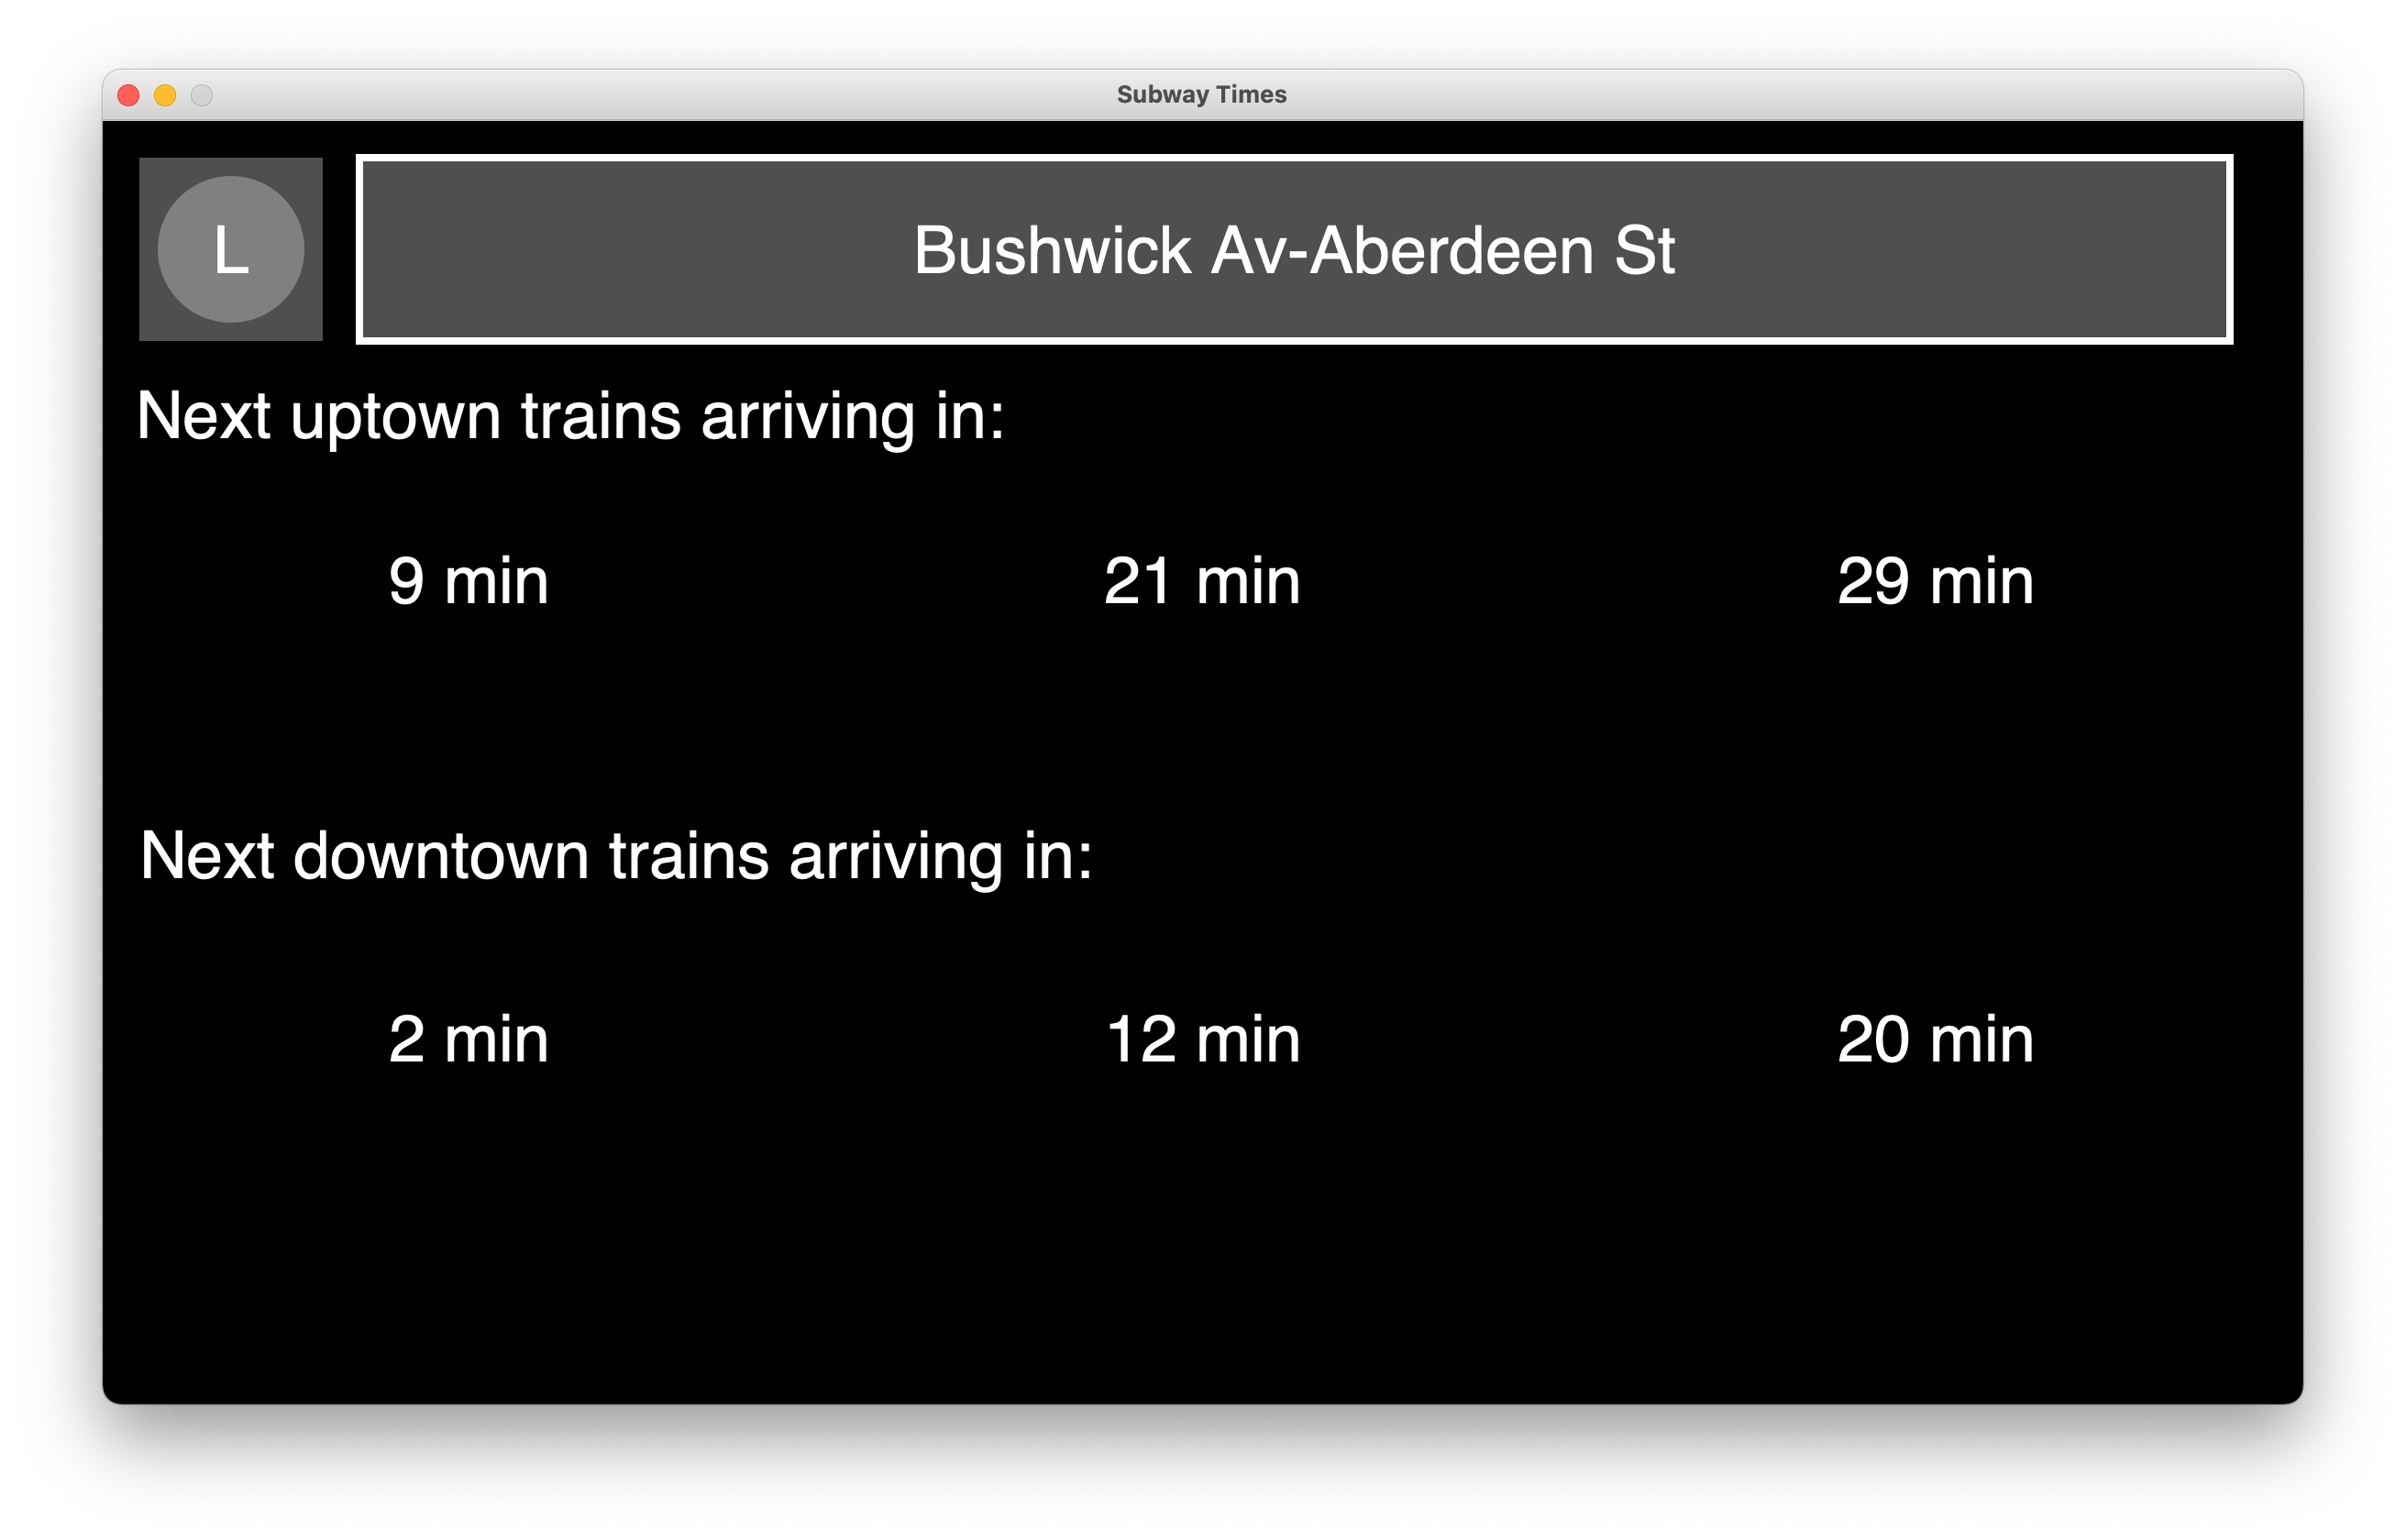 Subway Times
L
Bushwick Av-Aberdeen St
Next uptown trains arriving in:
9 min 21 min 29 min
Next downtown trains arriving in:
2 min 12 min 20 min